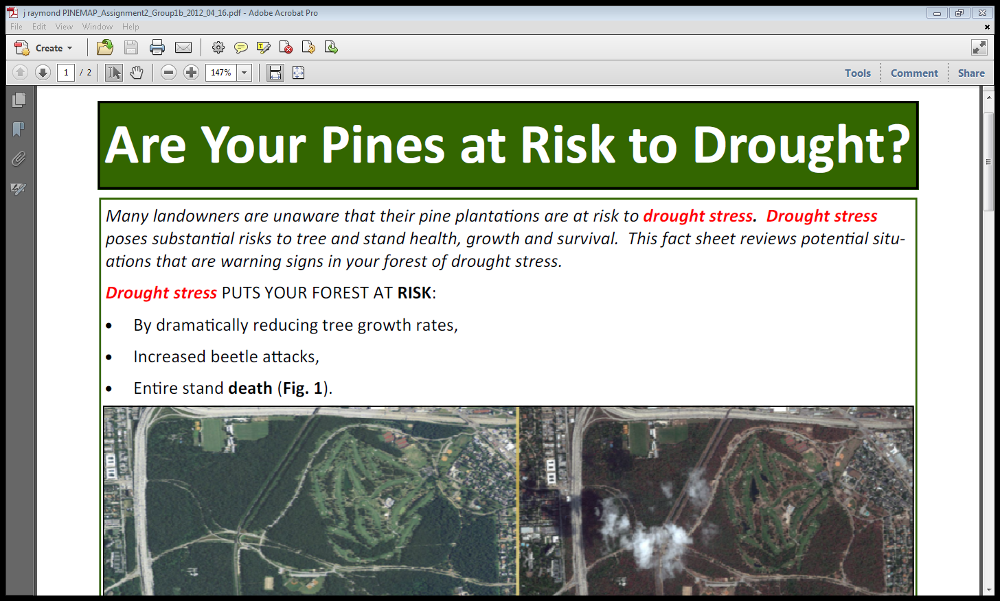 j raymond PINEMAP_Assignment2_Group1b_2012_04_16.pdf - Adobe Acrobat Pro
File Edit View Window Help
Create
1 / 2 147% Tools Comment Share
Are Your Pines at Risk to Drought?
Many landowners are unaware that their pine plantations are at risk to drought stress. Drought stress
poses substantial risks to tree and stand health, growth and survival. This fact sheet reviews potential situ-
ations that are warning signs in your forest of drought stress.
Drought stress PUTS YOUR FOREST AT RISK:
• By dramatically reducing tree growth rates,
• Increased beetle attacks,
• Entire stand death (Fig. 1).